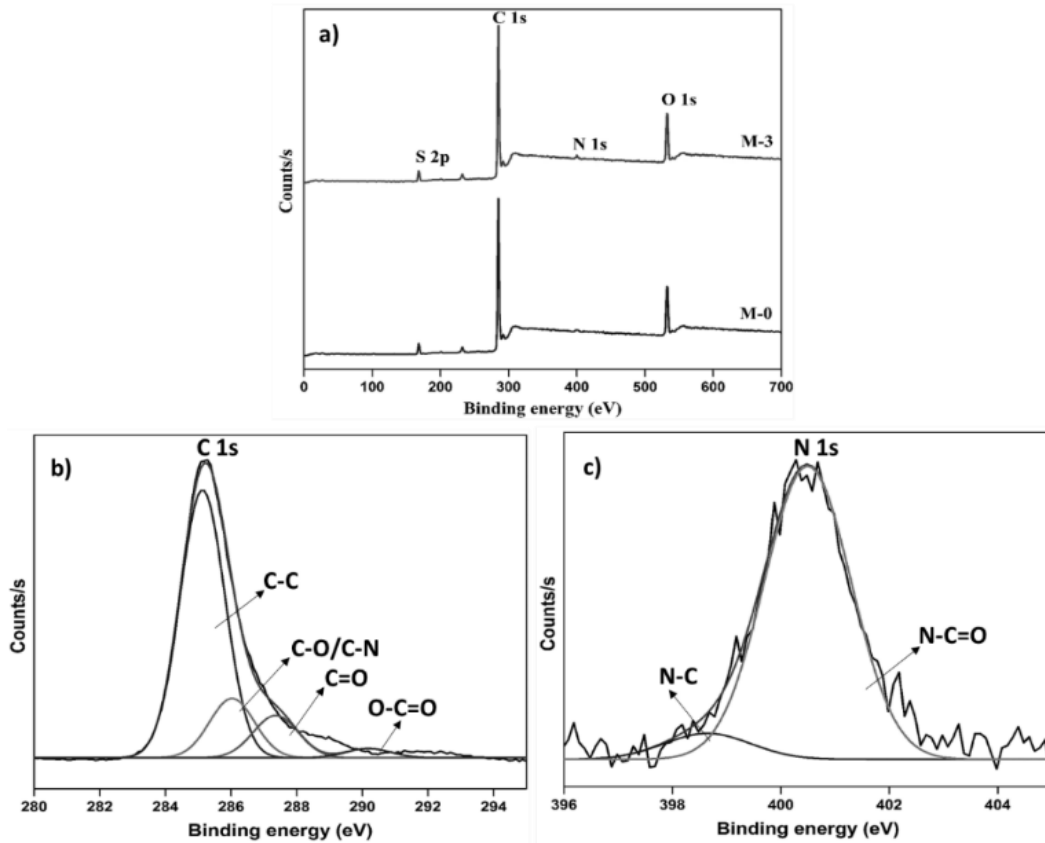 a)
C 1s
O 1s
N 1s
M-3
S 2p
M-0
Counts/s
0 100 200 300 400 500 600 700
Binding energy (eV)
b)
C 1s
C-C
C-O/C-N
C=O
O-C=O
Counts/s
280 282 284 286 288 290 292 294
Binding energy (eV)
c)
N 1s
N-C=O
N-C
Counts/s
396 398 400 402 404
Binding energy (eV)